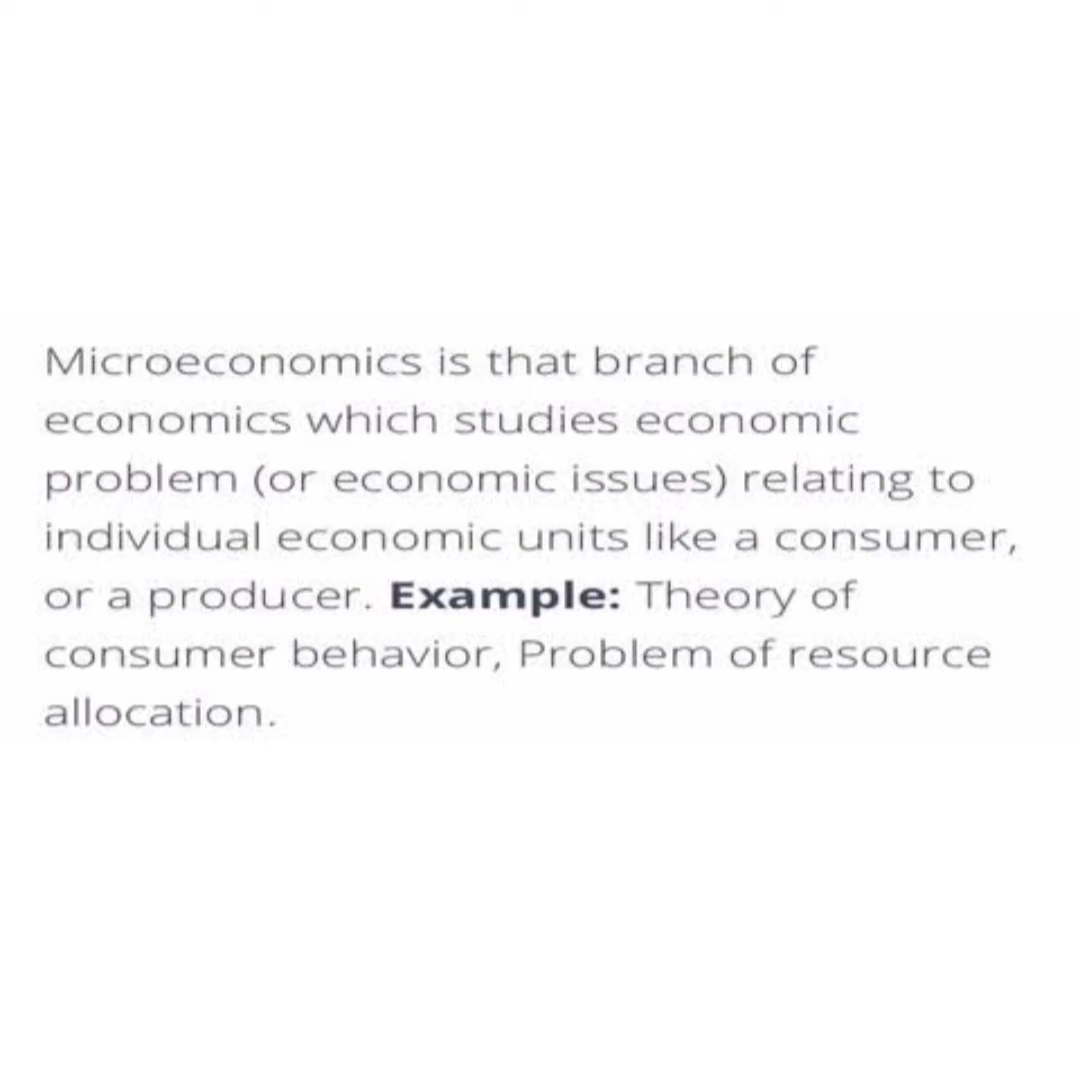 Microeconomics is that branch of
economics which studies economic
problem (or economic issues) relating to
individual economic units like a consumer,
or a producer. Example: Theory of
consumer behavior, Problem of resource
allocation.